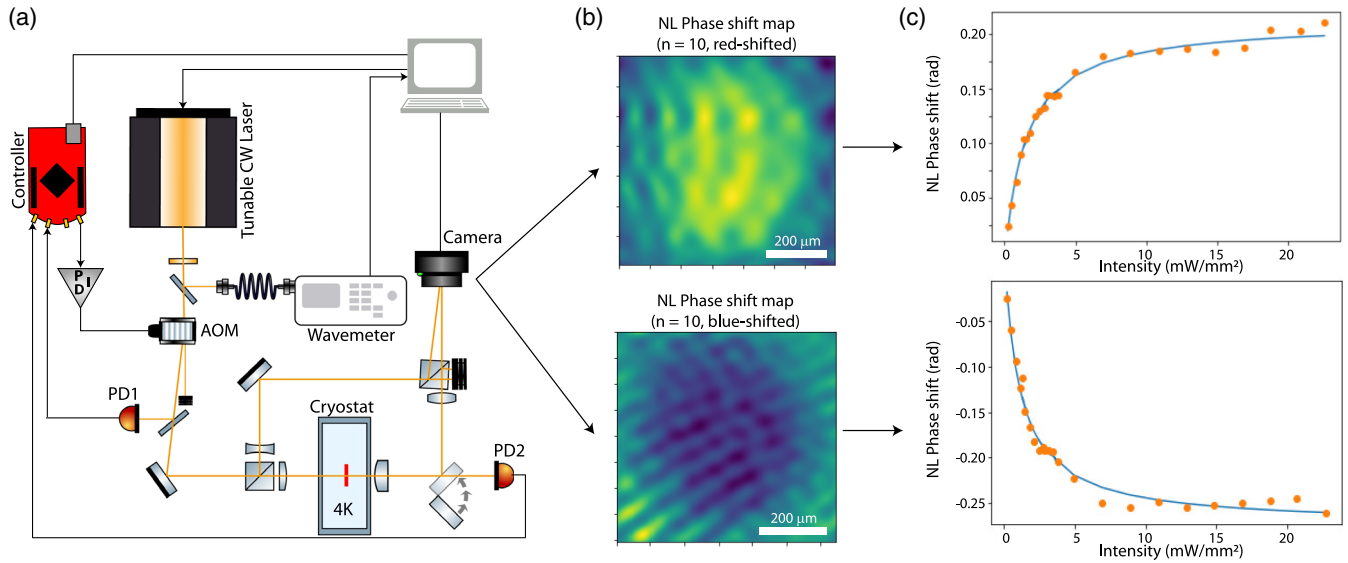 (a)
Controller
Tunable CW Laser
P I D
AOM
Wavemeter
Camera
PD1
Cryostat
4K
PD2
(b)
NL Phase shift map
(n = 10, red-shifted)
200 μm
NL Phase shift map
(n = 10, blue-shifted)
200 μm
(c)
NL Phase shift (rad)
0.20
0.15
0.10
0.05
0 5 10 15 20
Intensity (mW/mm²)
NL Phase shift (rad)
-0.05
-0.10
-0.15
-0.20
-0.25
0 5 10 15 20
Intensity (mW/mm²)